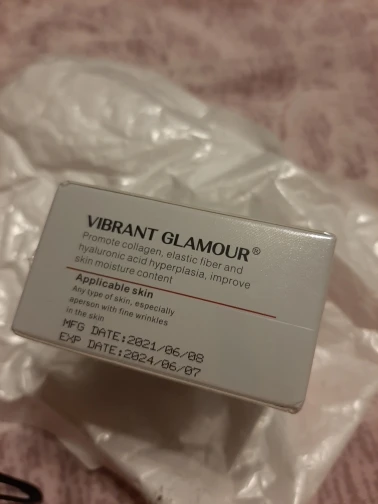 VIBRANT GLAMOUR®
Promote collagen, elastic fiber and
hyaluronic acid hyperplasia, improve
skin moisture content
Applicable skin
Any type of skin, especially
aperson with fine wrinkles
in the skin
MFG DATE:2021/06/08
EXP DATE:2024/06/07